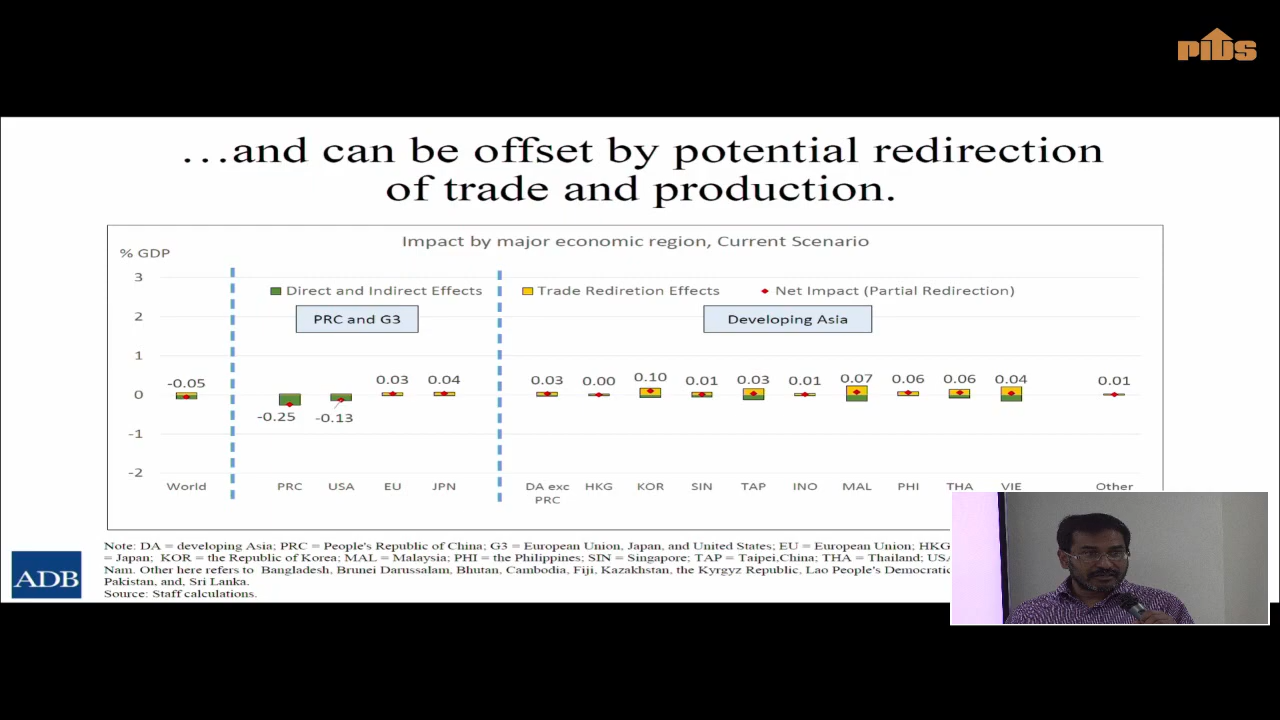 PIDS
…and can be offset by potential redirection
of trade and production.
Impact by major economic region, Current Scenario
% GDP
3
Direct and Indirect Effects
Trade Rediretion Effects
Net Impact (Partial Redirection)
2
PRC and G3
Developing Asia
1
-0.05
0.03
0.04
0.03
0.00
0.10
0.01
0.03
0.01
0.07
0.06
0.06
0.04
0.01
0
-0.25
-0.13
-1
-2
World
PRC
USA
EU
JPN
DA exc
PRC
HKG
KOR
SIN
TAP
INO
MAL
PHI
THA
VIE
Other
Note: DA = developing Asia; PRC = People's Republic of China; G3 = European Union, Japan, and United States; EU = European Union; HKG
= Japan; KOR = the Republic of Korea; MAL = Malaysia; PHI = the Philippines; SIN = Singapore; TAP = Taipei,China; THA = Thailand; USA
Nam. Other here refers to Bangladesh, Brunei Darussalam, Bhutan, Cambodia, Fiji, Kazakhstan, the Kyrgyz Republic, Lao People's Democratic
Pakistan, and, Sri Lanka.
Source: Staff calculations.
ADB